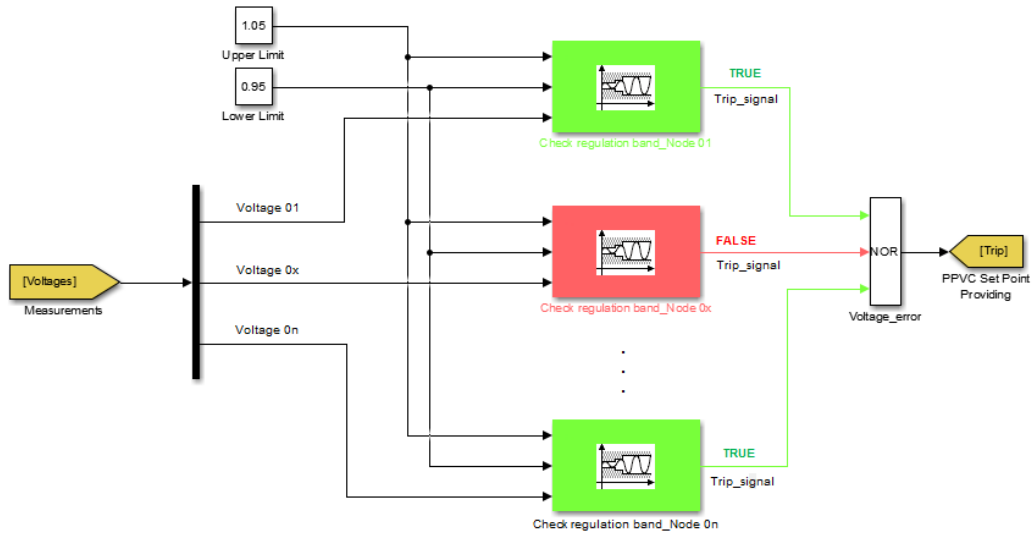 1.05
Upper Limit
0.95
Lower Limit
TRUE
Trip_signal
Check regulation band_Node 01
Voltage 01
FALSE
Trip_signal
NOR
[Trip]
PPVC Set Point
Providing
[Voltages]
Measurements
Voltage 0x
Check regulation band_Node 0x
Voltage_error
Voltage 0n
TRUE
Trip_signal
Check regulation band_Node 0n